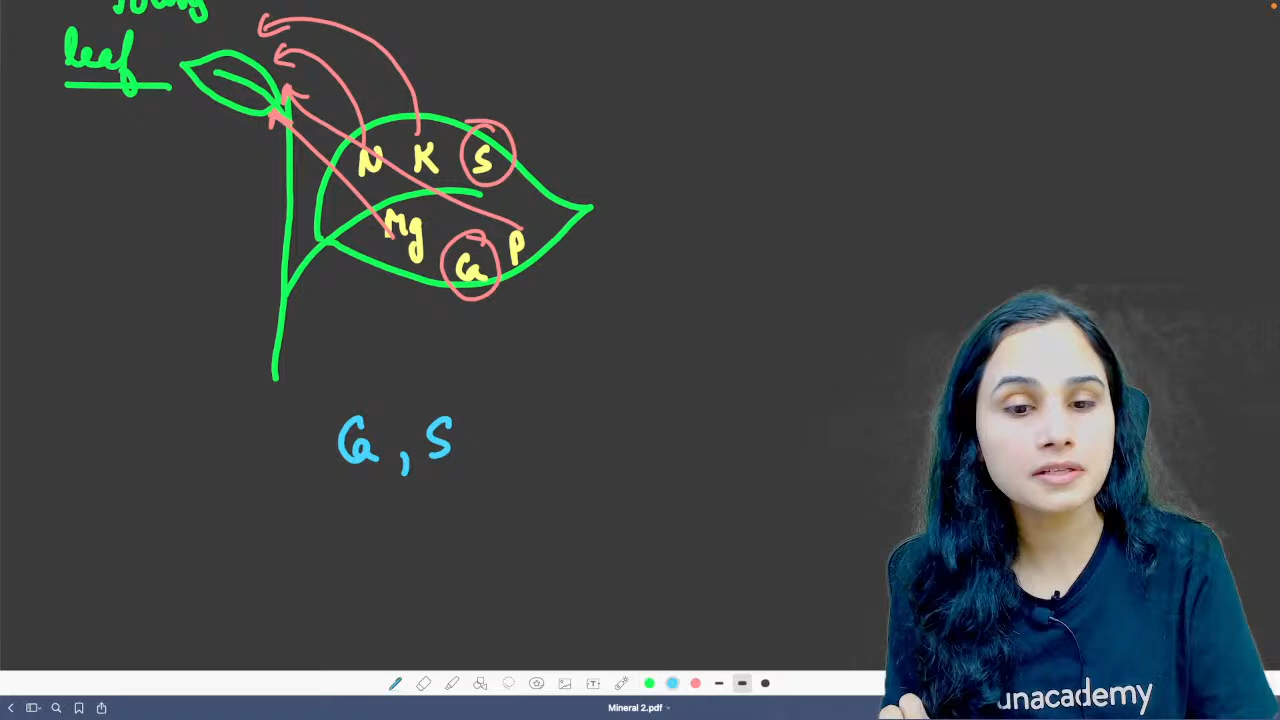 leaf
N K S
Mg Ca P
Ca, S
unacademy
Mineral 2.pdf